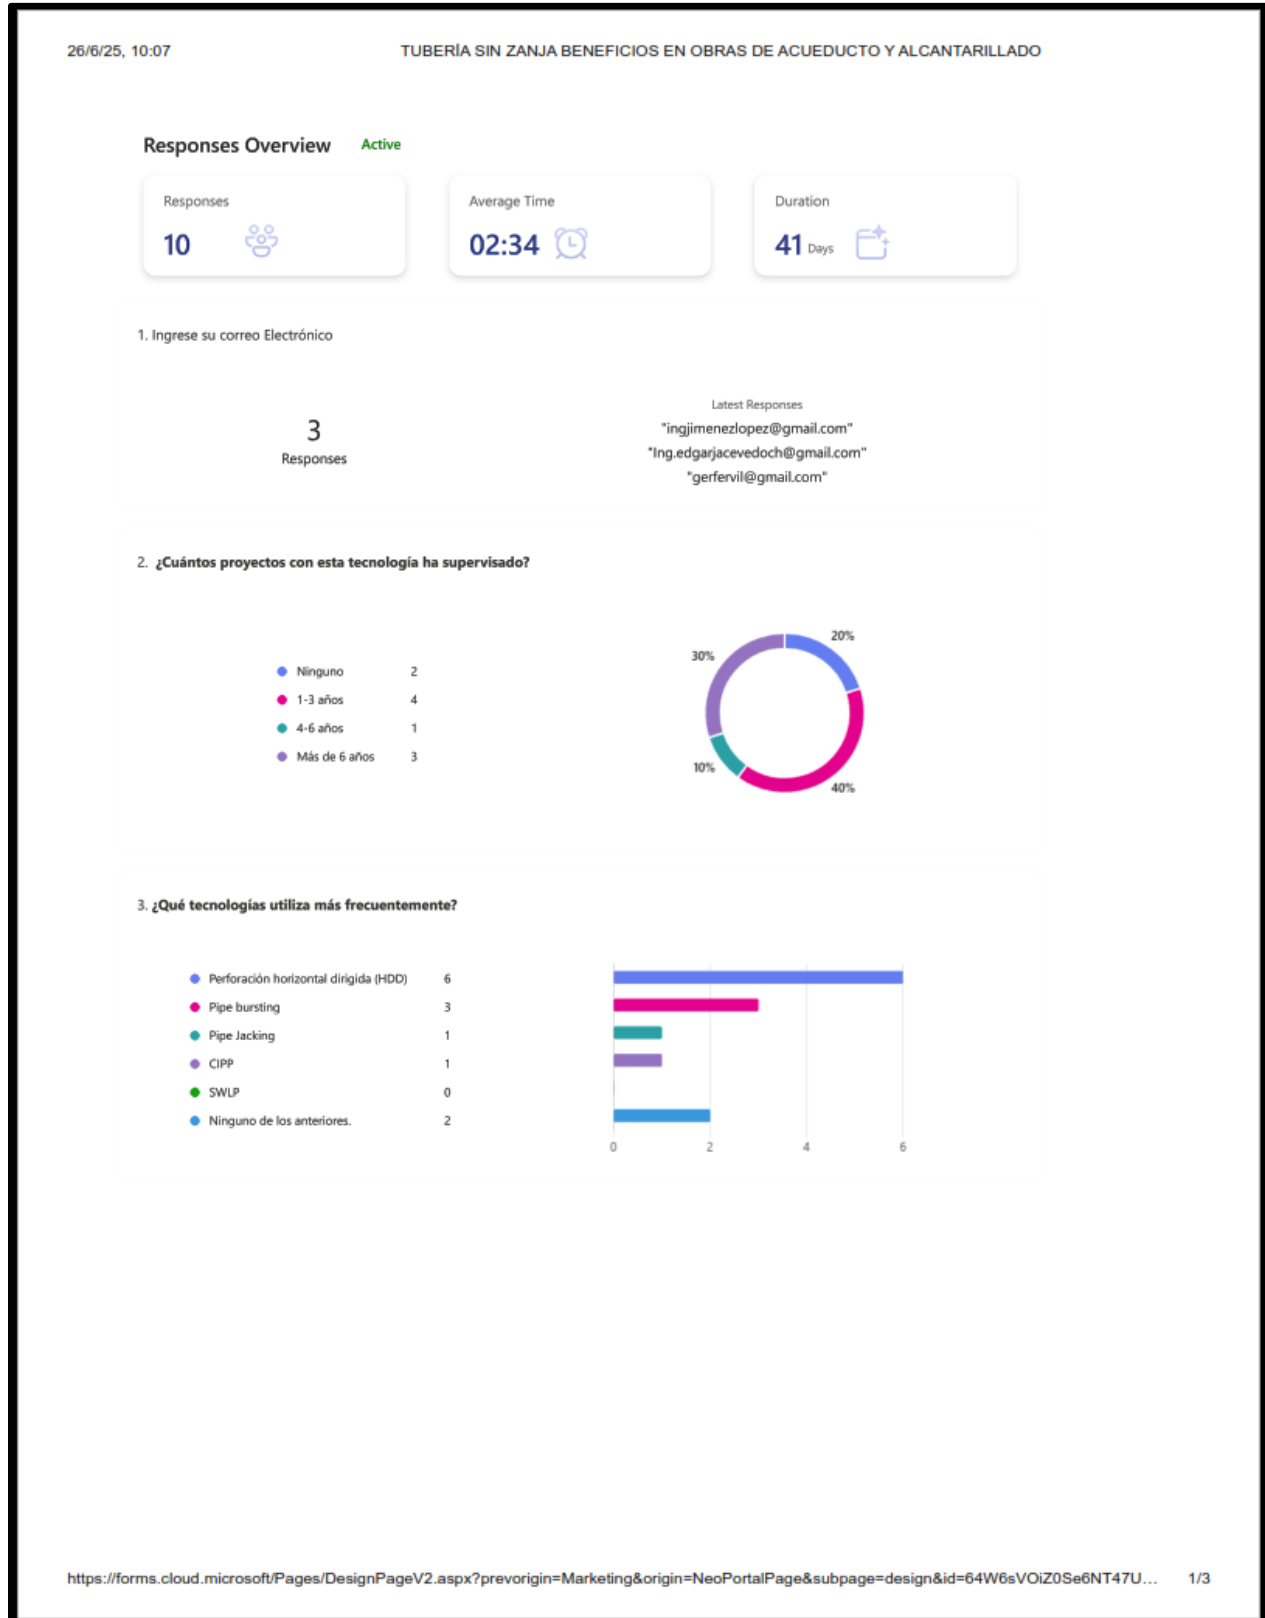 26/6/25, 10:07 TUBERÍA SIN ZANJA BENEFICIOS EN OBRAS DE ACUEDUCTO Y ALCANTARILLADO
Responses Overview Active
Responses
10
Average Time
02:34
Duration
41 Days
1. Ingrese su correo Electrónico
3
Responses
Latest Responses
"ingjimenezlopez@gmail.com"
"Ing.edgarjacevedoch@gmail.com"
"gerfervil@gmail.com"
2. ¿Cuántos proyectos con esta tecnología ha supervisado?
Ninguno 2
1-3 años 4
4-6 años 1
Más de 6 años 3
20%
30%
10%
40%
3. ¿Qué tecnologías utiliza más frecuentemente?
Perforación horizontal dirigida (HDD) 6
Pipe bursting 3
Pipe Jacking 1
CIPP 1
SWLP 0
Ninguno de los anteriores. 2
0 2 4 6
https://forms.cloud.microsoft/Pages/DesignPageV2.aspx?prevorigin=Marketing&origin=NeoPortalPage&subpage=design&id=64W6sVOiZ0Se6NT47U… 1/3